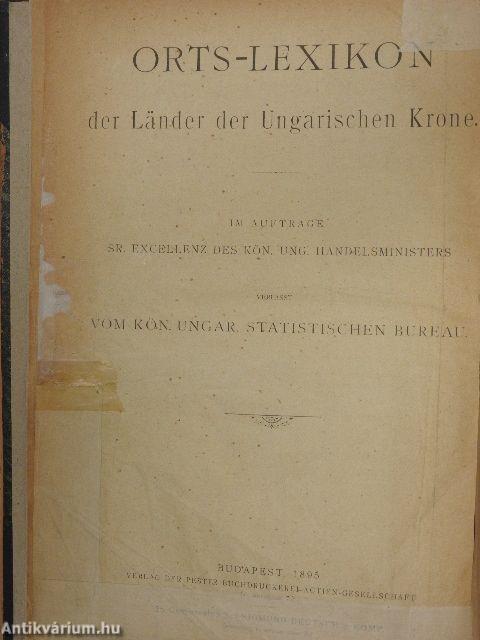 ORTS-LEXIKON
der Länder der Ungarischen Krone.
IM AUFTRAGE
SR. EXCELLENZ DES KÖN. UNG. HANDELSMINISTERS
VERFASST
VOM KÖN. UNGAR. STATISTISCHEN BUREAU.
BUDAPEST, 1895
VERLAG DER PESTER BUCHDRUCKEREI-ACTIEN-GESELLSCHAFT
DEUTSCH
Antikvárium.hu